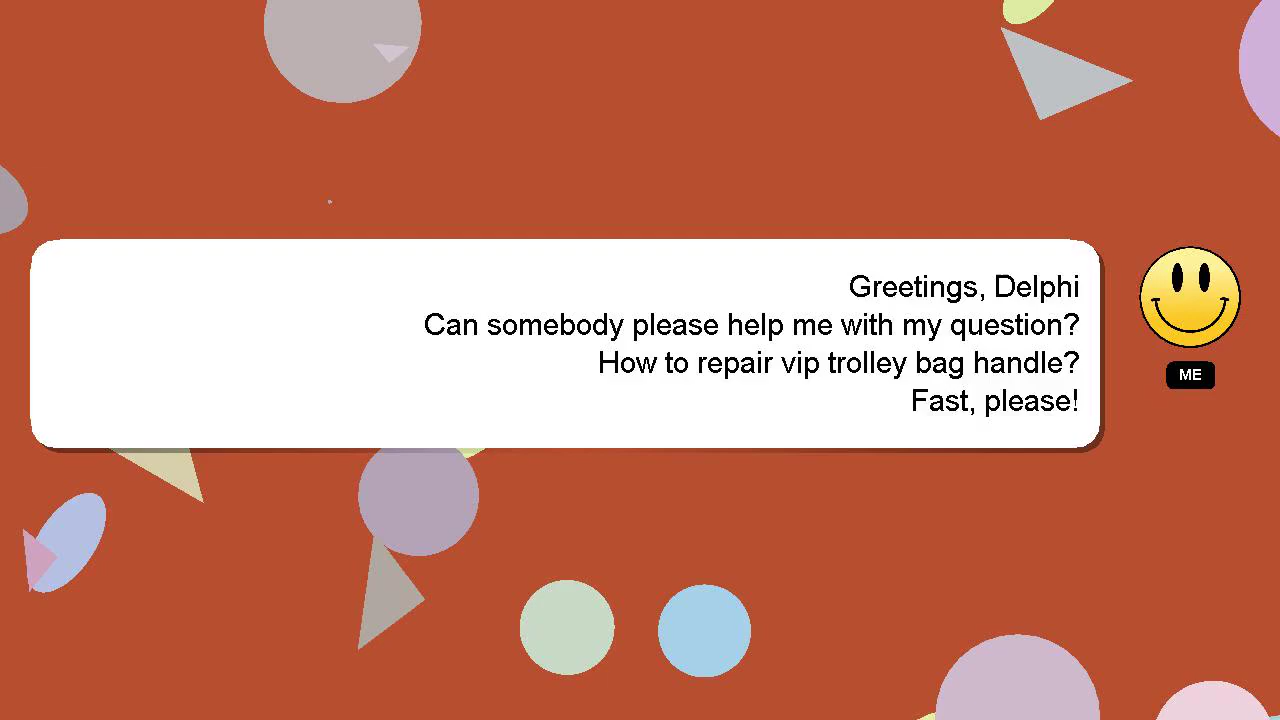 Greetings, Delphi
Can somebody please help me with my question?
How to repair vip trolley bag handle?
Fast, please!
ME